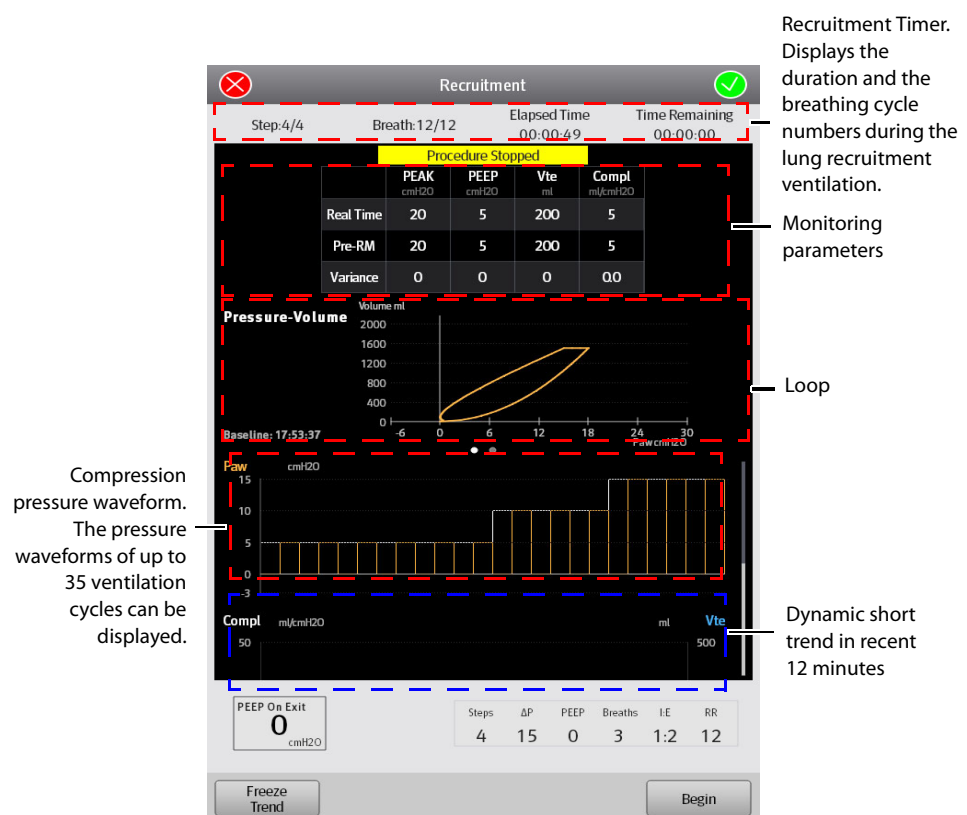 Recruitment Timer.
Displays the
duration and the
breathing cycle
numbers during the
lung recruitment
ventilation.
Recruitment
Step:4/4 Breath:12/12 Elapsed Time 00:00:49 Time Remaining 00:00:00
Procedure Stopped
PEAK PEEP Vte Compl
cmH2O cmH2O ml ml/cmH2O
Real Time 20 5 200 5
Pre-RM 20 5 200 5
Variance 0 0 0 0.0
Monitoring
parameters
Pressure-Volume
Volume ml
2000
1600
1200
800
400
0
-6 0 6 12 18 24 30
Paw cmH2O
Baseline: 17:53:37
Loop
Paw cmH2O
15
10
5
0
-3
Compression
pressure waveform.
The pressure
waveforms of up to
35 ventilation
cycles can be
displayed.
Compl ml/cmH2O ml Vte
50 500
Dynamic short
trend in recent
12 minutes
PEEP On Exit
0
cmH2O
Steps ΔP PEEP Breaths I:E RR
4 15 0 3 1:2 12
Freeze
Trend
Begin